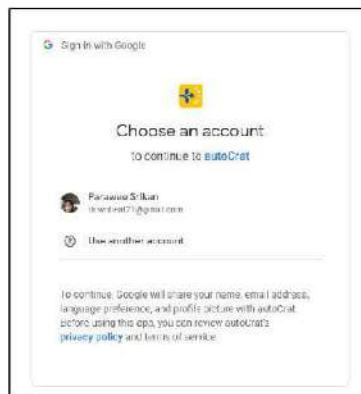 Sign in with Google
Choose an account
to continue to autoCrat
Parawee Srikan
Use another account
To continue, Google will share your name, email address,
language preference, and profile picture with autoCrat.
Before using this app, you can review autoCrat's
privacy policy and terms of service.